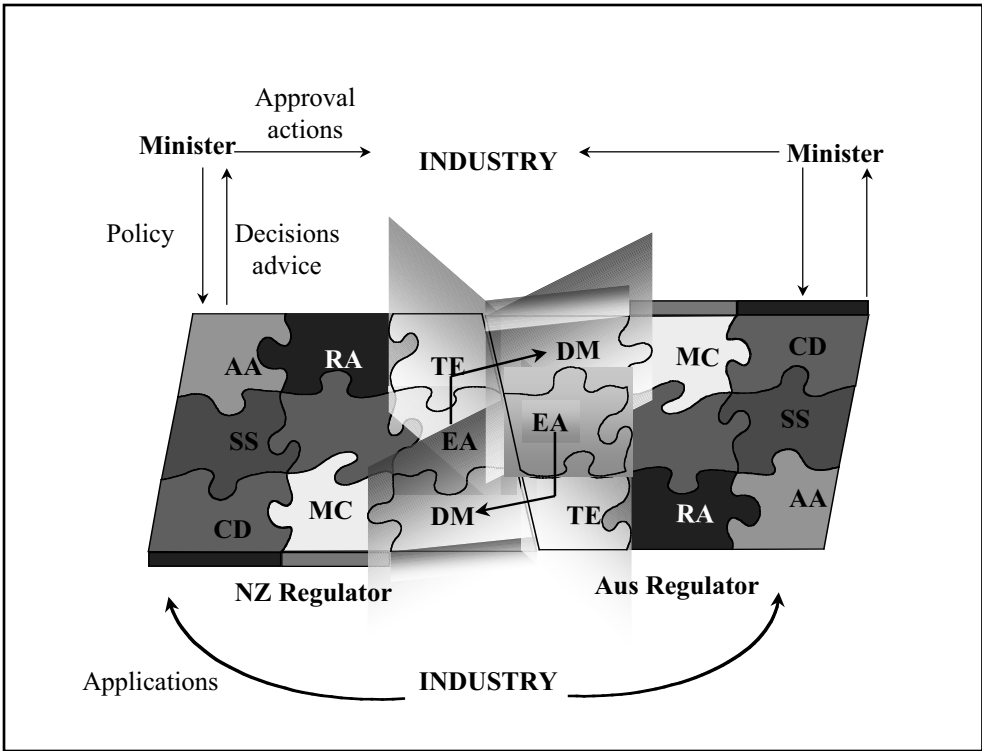 Approval
actions
Minister
INDUSTRY
Minister
Policy
Decisions
advice
AA
RA
TE
DM
MC
CD
SS
EA
EA
SS
CD
MC
DM
TE
RA
AA
NZ Regulator
Aus Regulator
Applications
INDUSTRY